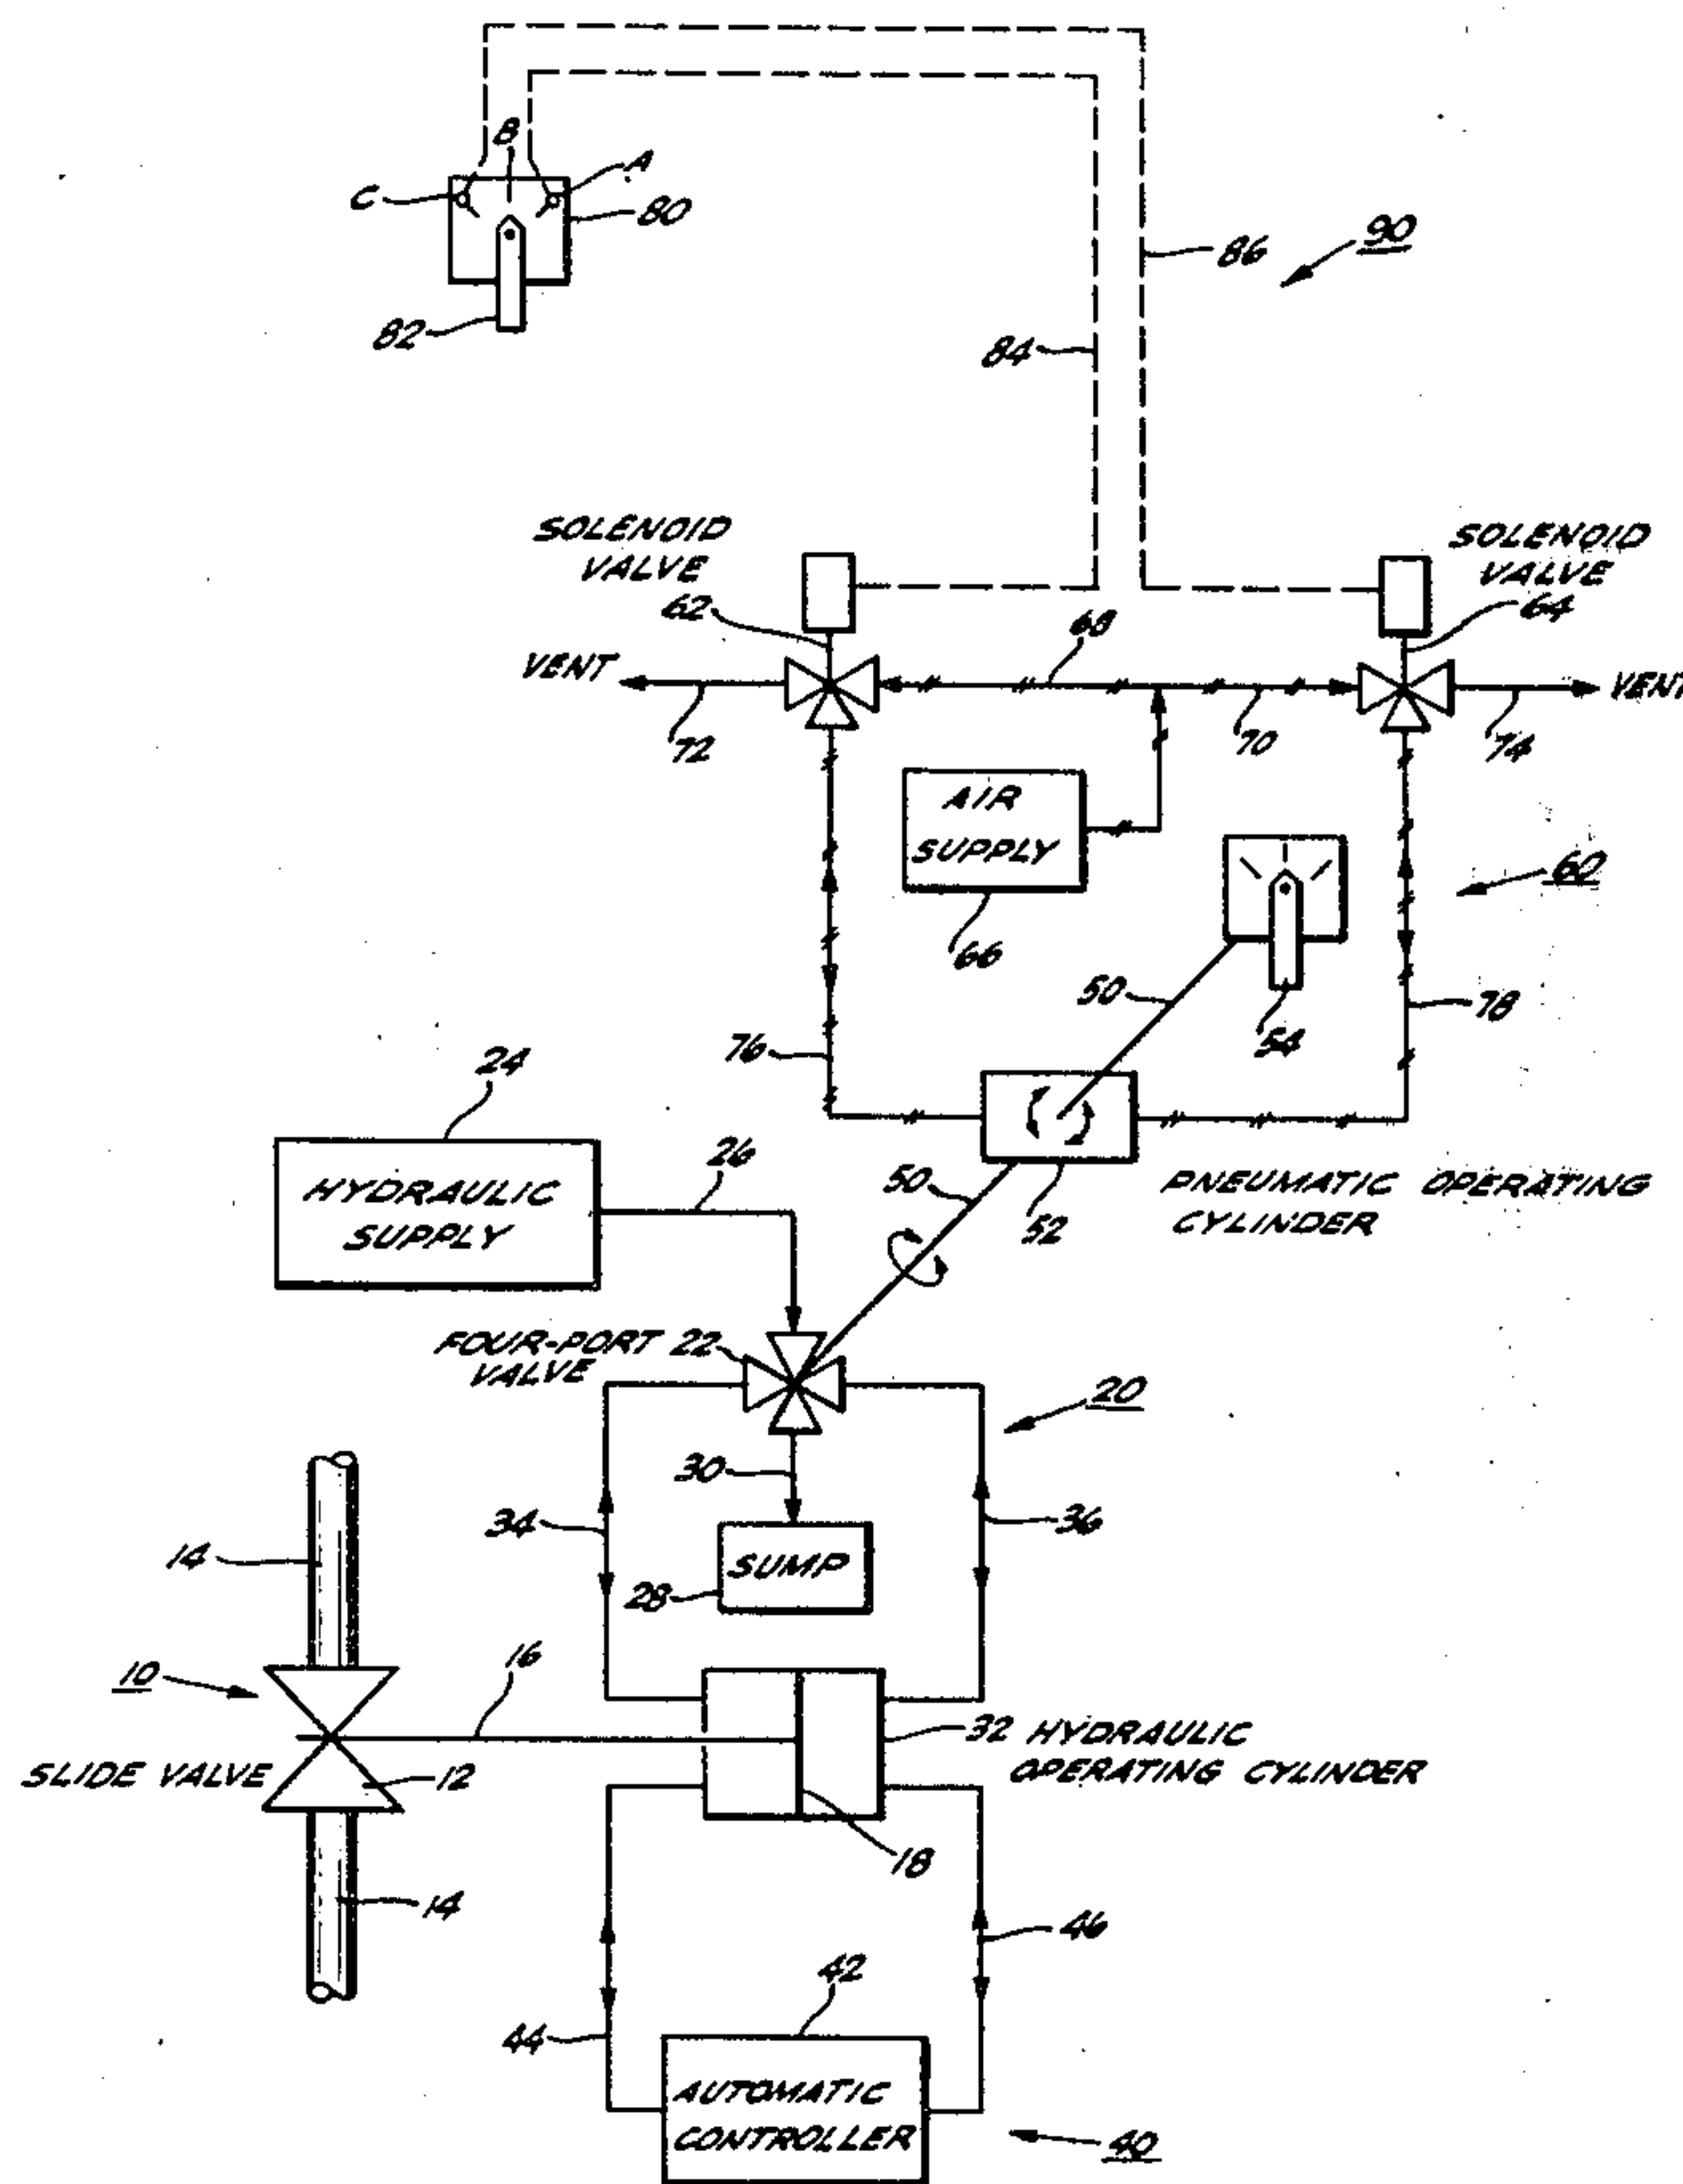 B
C
A
80
82
90
86
84
SOLENOID
VALVE
SOLENOID
VALVE
62
64
68
VENT
VENT
72
70
74
AIR
SUPPLY
66
60
50
54
78
76
24
26
HYDRAULIC
SUPPLY
50
52
PNEUMATIC OPERATING
CYLINDER
FOUR-PORT 22
VALVE
20
30
34
36
SUMP
28
14
10
16
32 HYDRAULIC
OPERATING CYLINDER
SLIDE VALVE
12
18
14
46
42
44
AUTOMATIC
CONTROLLER
40